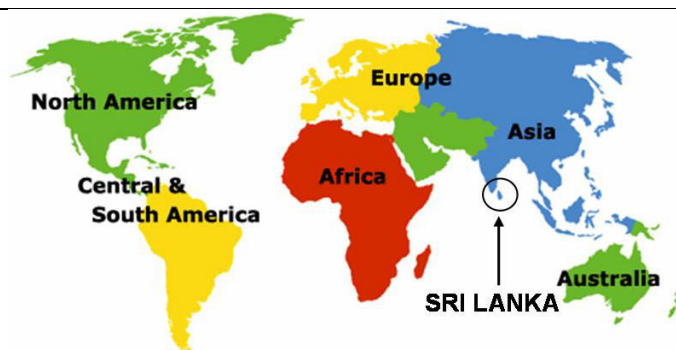 North America
Europe
Asia
Africa
Central &
South America
Australia
SRI LANKA